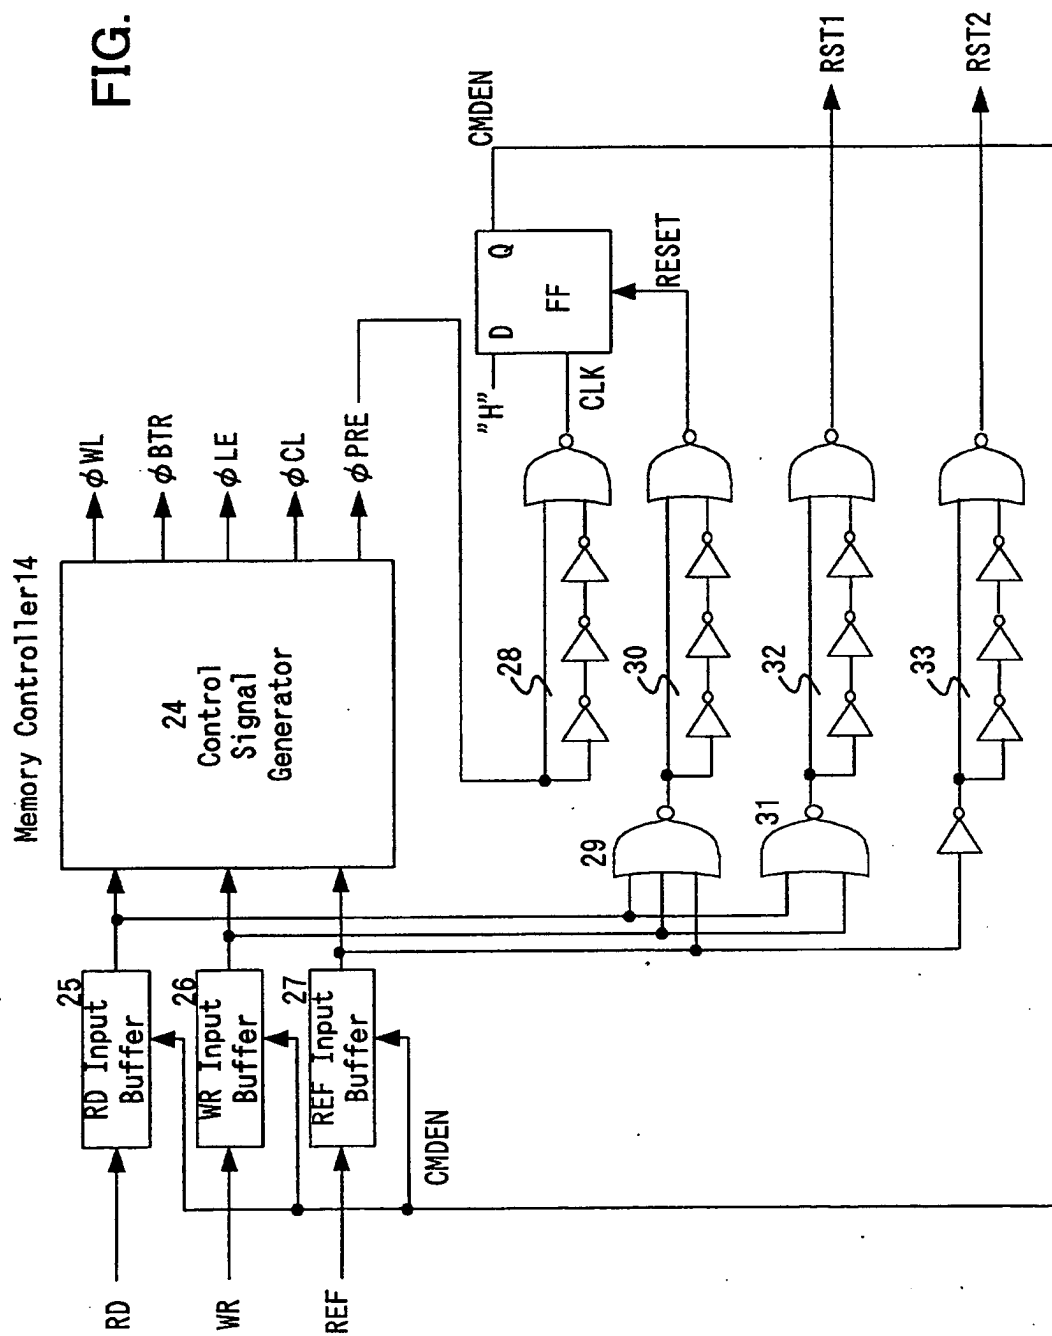 FIG.
Memory Controller14
RD
WR
REF
25
RD Input
Buffer
26
WR Input
Buffer
27
REF Input
Buffer
CMDEN
24
Control
Signal
Generator
φWL
φBTR
φLE
φCL
φPRE
"H"
D
Q
FF
CLK
RESET
CMDEN
28
29
30
31
32
33
RST1
RST2